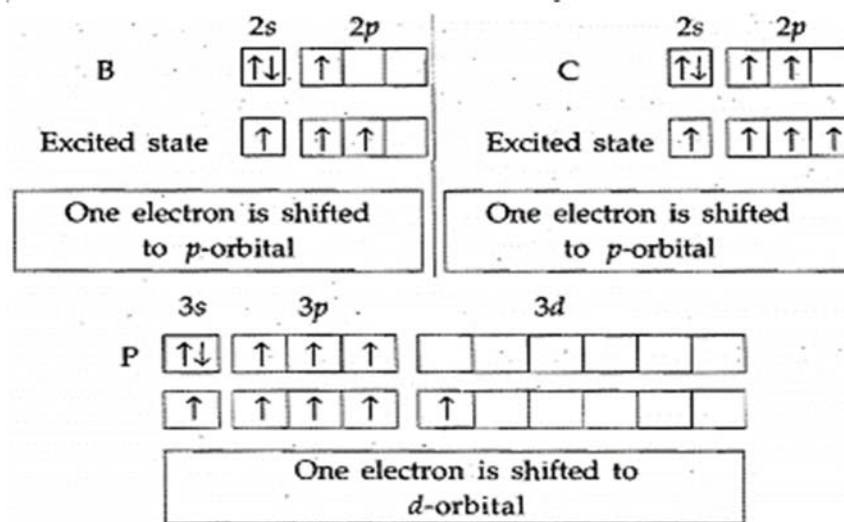 2s 2p
B ↑↓ ↑
Excited state ↑ ↑ ↑
One electron is shifted
to p-orbital
2s 2p
C ↑↓ ↑ ↑
Excited state ↑ ↑ ↑ ↑
One electron is shifted
to p-orbital
3s 3p 3d
P ↑↓ ↑ ↑ ↑
↑ ↑ ↑ ↑ ↑
One electron is shifted to
d-orbital